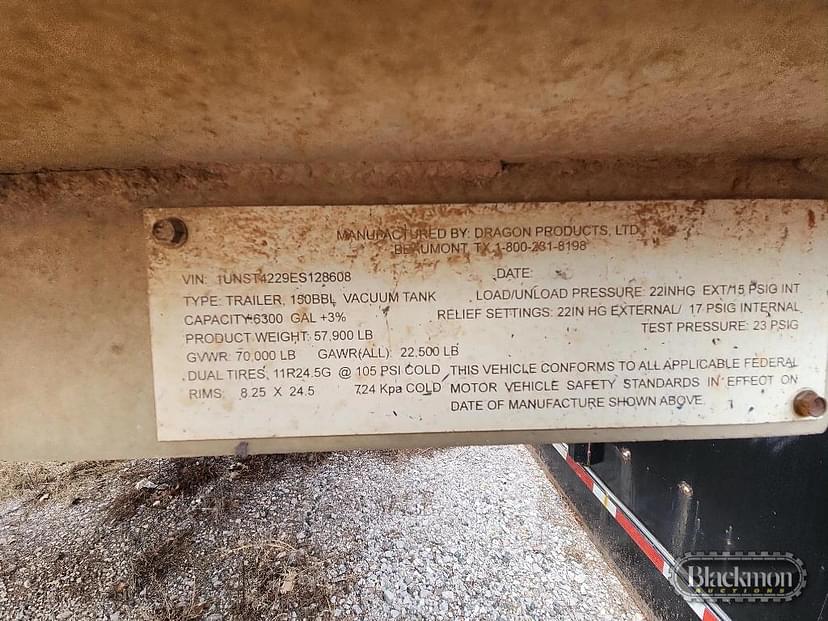 MANUFACTURED BY: DRAGON PRODUCTS, LTD
BEAUMONT, TX 1-800-231-8198
VIN: 1UNST4229ES128608 DATE:
TYPE: TRAILER, 150BBL VACUUM TANK LOAD/UNLOAD PRESSURE: 22INHG EXT/15 PSIG INT
CAPACITY:6300 GAL +3% RELIEF SETTINGS: 22IN HG EXTERNAL/ 17 PSIG INTERNAL
PRODUCT WEIGHT: 57,900 LB TEST PRESSURE: 23 PSIG
GVWR: 70,000 LB GAWR(ALL): 22,500 LB
DUAL TIRES, 11R24.5G @ 105 PSI COLD THIS VEHICLE CONFORMS TO ALL APPLICABLE FEDERAL
RIMS: 8.25 X 24.5 724 Kpa COLD MOTOR VEHICLE SAFETY STANDARDS IN EFFECT ON
DATE OF MANUFACTURE SHOWN ABOVE.
Blackmon
AUCTIONS